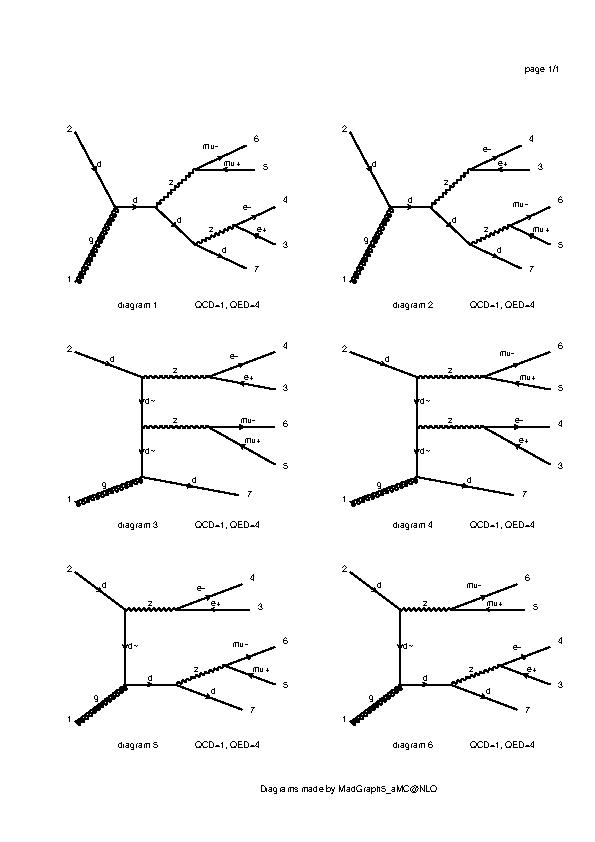 page 1/1
2 d g 1 d z mu- 6 mu+ 5 d z e- 4 e+ 3 d 7
diagram 1 QCD=1, QED=4
2 d g 1 d z e- 4 e+ 3 d z mu- 6 mu+ 5 d 7
diagram 2 QCD=1, QED=4
2 d z e- 4 e+ 3 d~ z mu- 6 mu+ 5 d~ g 1 d 7
diagram 3 QCD=1, QED=4
2 d z mu- 6 mu+ 5 d~ z e- 4 e+ 3 d~ g 1 d 7
diagram 4 QCD=1, QED=4
2 d z e- 4 e+ 3 d~ g 1 d z mu- 6 mu+ 5 d 7
diagram 5 QCD=1, QED=4
2 d z mu- 6 mu+ 5 d~ g 1 d z e- 4 e+ 3 d 7
diagram 6 QCD=1, QED=4
Diagrams made by MadGraph5_aMC@NLO